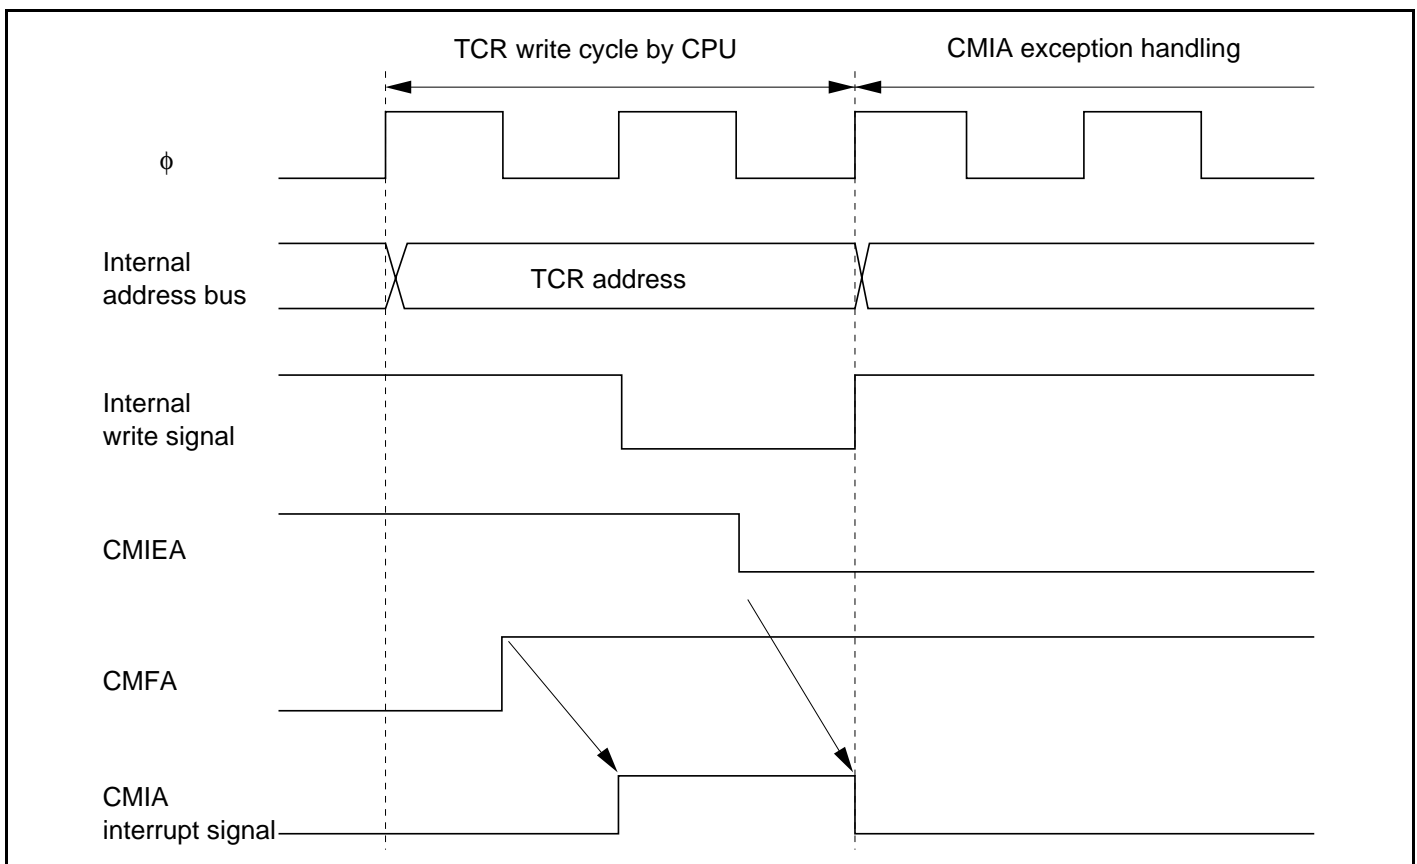 TCR write cycle by CPU
CMIA exception handling
ϕ
Internal
address bus
TCR address
Internal
write signal
CMIEA
CMFA
CMIA
interrupt signal